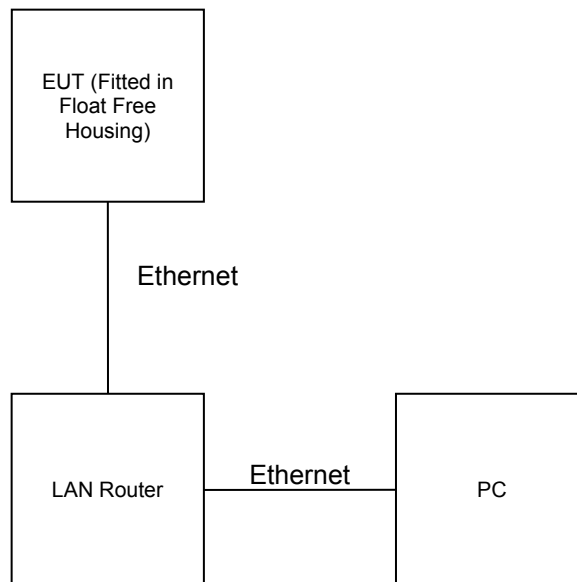 EUT (Fitted in
Float Free
Housing)
Ethernet
LAN Router
Ethernet
PC